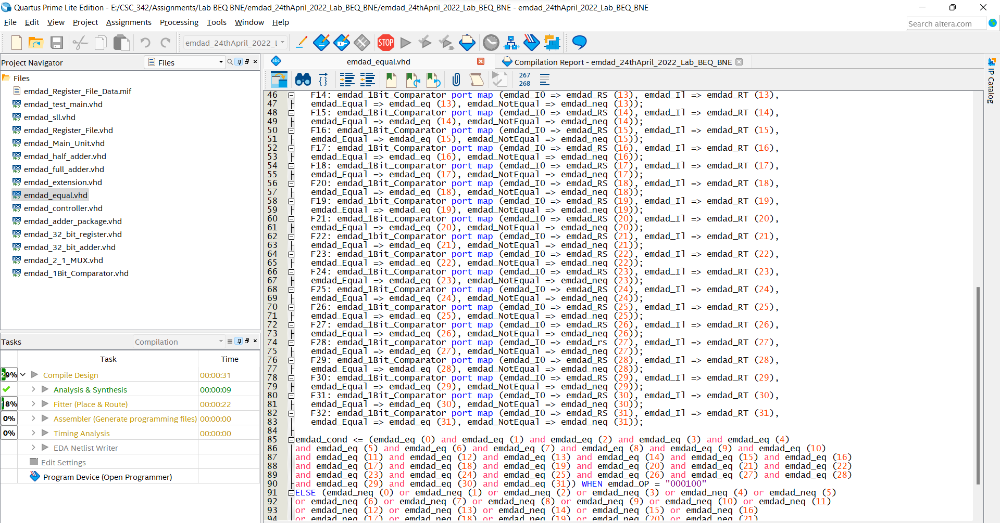 Quartus Prime Lite Edition - E:/CSC_342/Assignments/Lab BEQ BNE/emdad_24thApril_2022_Lab_BEQ_BNE/emdad_24thApril_2022_Lab_BEQ_BNE - emdad_24thApril_2022_Lab_BEQ_BNE
File Edit View Project Assignments Processing Tools Window Help
Search altera.com
emdad_24thApril_2022_L
STOP
Project Navigator
Files
Files
emdad_Register_File_Data.mif
emdad_test_main.vhd
emdad_sll.vhd
emdad_Register_File.vhd
emdad_Main_Unit.vhd
emdad_half_adder.vhd
emdad_full_adder.vhd
emdad_extension.vhd
emdad_equal.vhd
emdad_controller.vhd
emdad_adder_package.vhd
emdad_32_bit_register.vhd
emdad_32_bit_adder.vhd
emdad_2_1_MUX.vhd
emdad_1Bit_Comparator.vhd
Tasks
Compilation
Task Time
29% Compile Design 00:00:31
Analysis & Synthesis 00:00:09
18% Fitter (Place & Route) 00:00:22
0% Assembler (Generate programming files) 00:00:00
0% Timing Analysis 00:00:00
EDA Netlist Writer
Edit Settings
Program Device (Open Programmer)
emdad_equal.vhd
Compilation Report - emdad_24thApril_2022_Lab_BEQ_BNE
267
268
IP Catalog
46 F14: emdad_1Bit_Comparator port map (emdad_I0 => emdad_RS (13), emdad_I1 => emdad_RT (13),
47 emdad_Equal => emdad_eq (13), emdad_NotEqual => emdad_neq (13));
48 F15: emdad_1Bit_Comparator port map (emdad_I0 => emdad_RS (14), emdad_I1 => emdad_RT (14),
49 emdad_Equal => emdad_eq (14), emdad_NotEqual => emdad_neq (14));
50 F16: emdad_1Bit_Comparator port map (emdad_I0 => emdad_RS (15), emdad_I1 => emdad_RT (15),
51 emdad_Equal => emdad_eq (15), emdad_NotEqual => emdad_neq (15));
52 F17: emdad_1Bit_Comparator port map (emdad_I0 => emdad_RS (16), emdad_I1 => emdad_RT (16),
53 emdad_Equal => emdad_eq (16), emdad_NotEqual => emdad_neq (16));
54 F18: emdad_1Bit_Comparator port map (emdad_I0 => emdad_RS (17), emdad_I1 => emdad_RT (17),
55 emdad_Equal => emdad_eq (17), emdad_NotEqual => emdad_neq (17));
56 F20: emdad_1Bit_Comparator port map (emdad_I0 => emdad_RS (18), emdad_I1 => emdad_RT (18),
57 emdad_Equal => emdad_eq (18), emdad_NotEqual => emdad_neq (18));
58 F19: emdad_1bit_Comparator port map (emdad_I0 => emdad_RS (19), emdad_I1 => emdad_RT (19),
59 emdad_Equal => emdad_eq (19), emdad_NotEqual => emdad_neq (19));
60 F21: emdad_1Bit_Comparator port map (emdad_I0 => emdad_RS (20), emdad_I1 => emdad_RT (20),
61 emdad_Equal => emdad_eq (20), emdad_NotEqual => emdad_neq (20));
62 F22: emdad_1bit_Comparator port map (emdad_I0 => emdad_RS (21), emdad_I1 => emdad_RT (21),
63 emdad_Equal => emdad_eq (21), emdad_NotEqual => emdad_neq (21));
64 F23: emdad_1Bit_Comparator port map (emdad_I0 => emdad_RS (22), emdad_I1 => emdad_RT (22),
65 emdad_Equal => emdad_eq (22), emdad_NotEqual => emdad_neq (22));
66 F24: emdad_1Bit_Comparator port map (emdad_I0 => emdad_RS (23), emdad_I1 => emdad_RT (23),
67 emdad_Equal => emdad_eq (23), emdad_NotEqual => emdad_neq (23));
68 F25: emdad_1Bit_Comparator port map (emdad_I0 => emdad_RS (24), emdad_I1 => emdad_RT (24),
69 emdad_Equal => emdad_eq (24), emdad_NotEqual => emdad_neq (24));
70 F26: emdad_1Bit_Comparator port map (emdad_I0 => emdad_RS (25), emdad_I1 => emdad_RT (25),
71 emdad_Equal => emdad_eq (25), emdad_NotEqual => emdad_neq (25));
72 F27: emdad_1Bit_Comparator port map (emdad_I0 => emdad_RS (26), emdad_I1 => emdad_RT (26),
73 emdad_Equal => emdad_eq (26), emdad_NotEqual => emdad_neq (26));
74 F28: emdad_1Bit_comparator port map (emdad_I0 => emdad_rs (27), emdad_I1 => emdad_RT (27),
75 emdad_Equal => emdad_eq (27), emdad_NotEqual => emdad_neq (27));
76 F29: emdad_1Bit_Comparator port map (emdad_I0 => emdad_RS (28), emdad_I1 => emdad_RT (28),
77 emdad_Equal => emdad_eq (28), emdad_NotEqual => emdad_neq (28));
78 F30: emdad_1Bit_Comparator port map (emdad_I0 => emdad_RS (29), emdad_I1 => emdad_RT (29),
79 emdad_Equal => emdad_eq (29), emdad_NotEqual => emdad_neq (29));
80 F31: emdad_1Bit_Comparator port map (emdad_I0 => emdad_RS (30), emdad_I1 => emdad_RT (30),
81 emdad_Equal => emdad_eq (30), emdad_NotEqual => emdad_neq (30));
82 F32: emdad_1Bit_Comparator port map (emdad_I0 => emdad_RS (31), emdad_I1 => emdad_RT (31),
83 emdad_Equal => emdad_eq (31), emdad_NotEqual => emdad_neq (31));
84
85 emdad_cond <= (emdad_eq (0) and emdad_eq (1) and emdad_eq (2) and emdad_eq (3) and emdad_eq (4)
86 and emdad_eq (5) and emdad_eq (6) and emdad_eq (7) and emdad_eq (8) and emdad_eq (9) and emdad_eq (10)
87 and emdad_eq (11) and emdad_eq (12) and emdad_eq (13) and emdad_eq (14) and emdad_eq (15) and emdad_eq (16)
88 and emdad_eq (17) and emdad_eq (18) and emdad_eq (19) and emdad_eq (20) and emdad_eq (21) and emdad_eq (22)
89 and emdad_eq (23) and emdad_eq (24) and emdad_eq (25) and emdad_eq (26) and emdad_eq (27) and emdad_eq (28)
90 and emdad_eq (29) and emdad_eq (30) and emdad_eq (31)) WHEN emdad_OP = "000100"
91 ELSE (emdad_neq (0) or emdad_neq (1) or emdad_neq (2) or emdad_neq (3) or emdad_neq (4) or emdad_neq (5)
92 or emdad_neq (6) or emdad_neq (7) or emdad_neq (8) or emdad_neq (9) or emdad_neq (10) or emdad_neq (11)
93 or emdad_neq (12) or emdad_neq (13) or emdad_neq (14) or emdad_neq (15) or emdad_neq (16)
94 or emdad_neq (17) or emdad_neq (18) or emdad_neq (19) or emdad_neq (20) or emdad_neq (21)